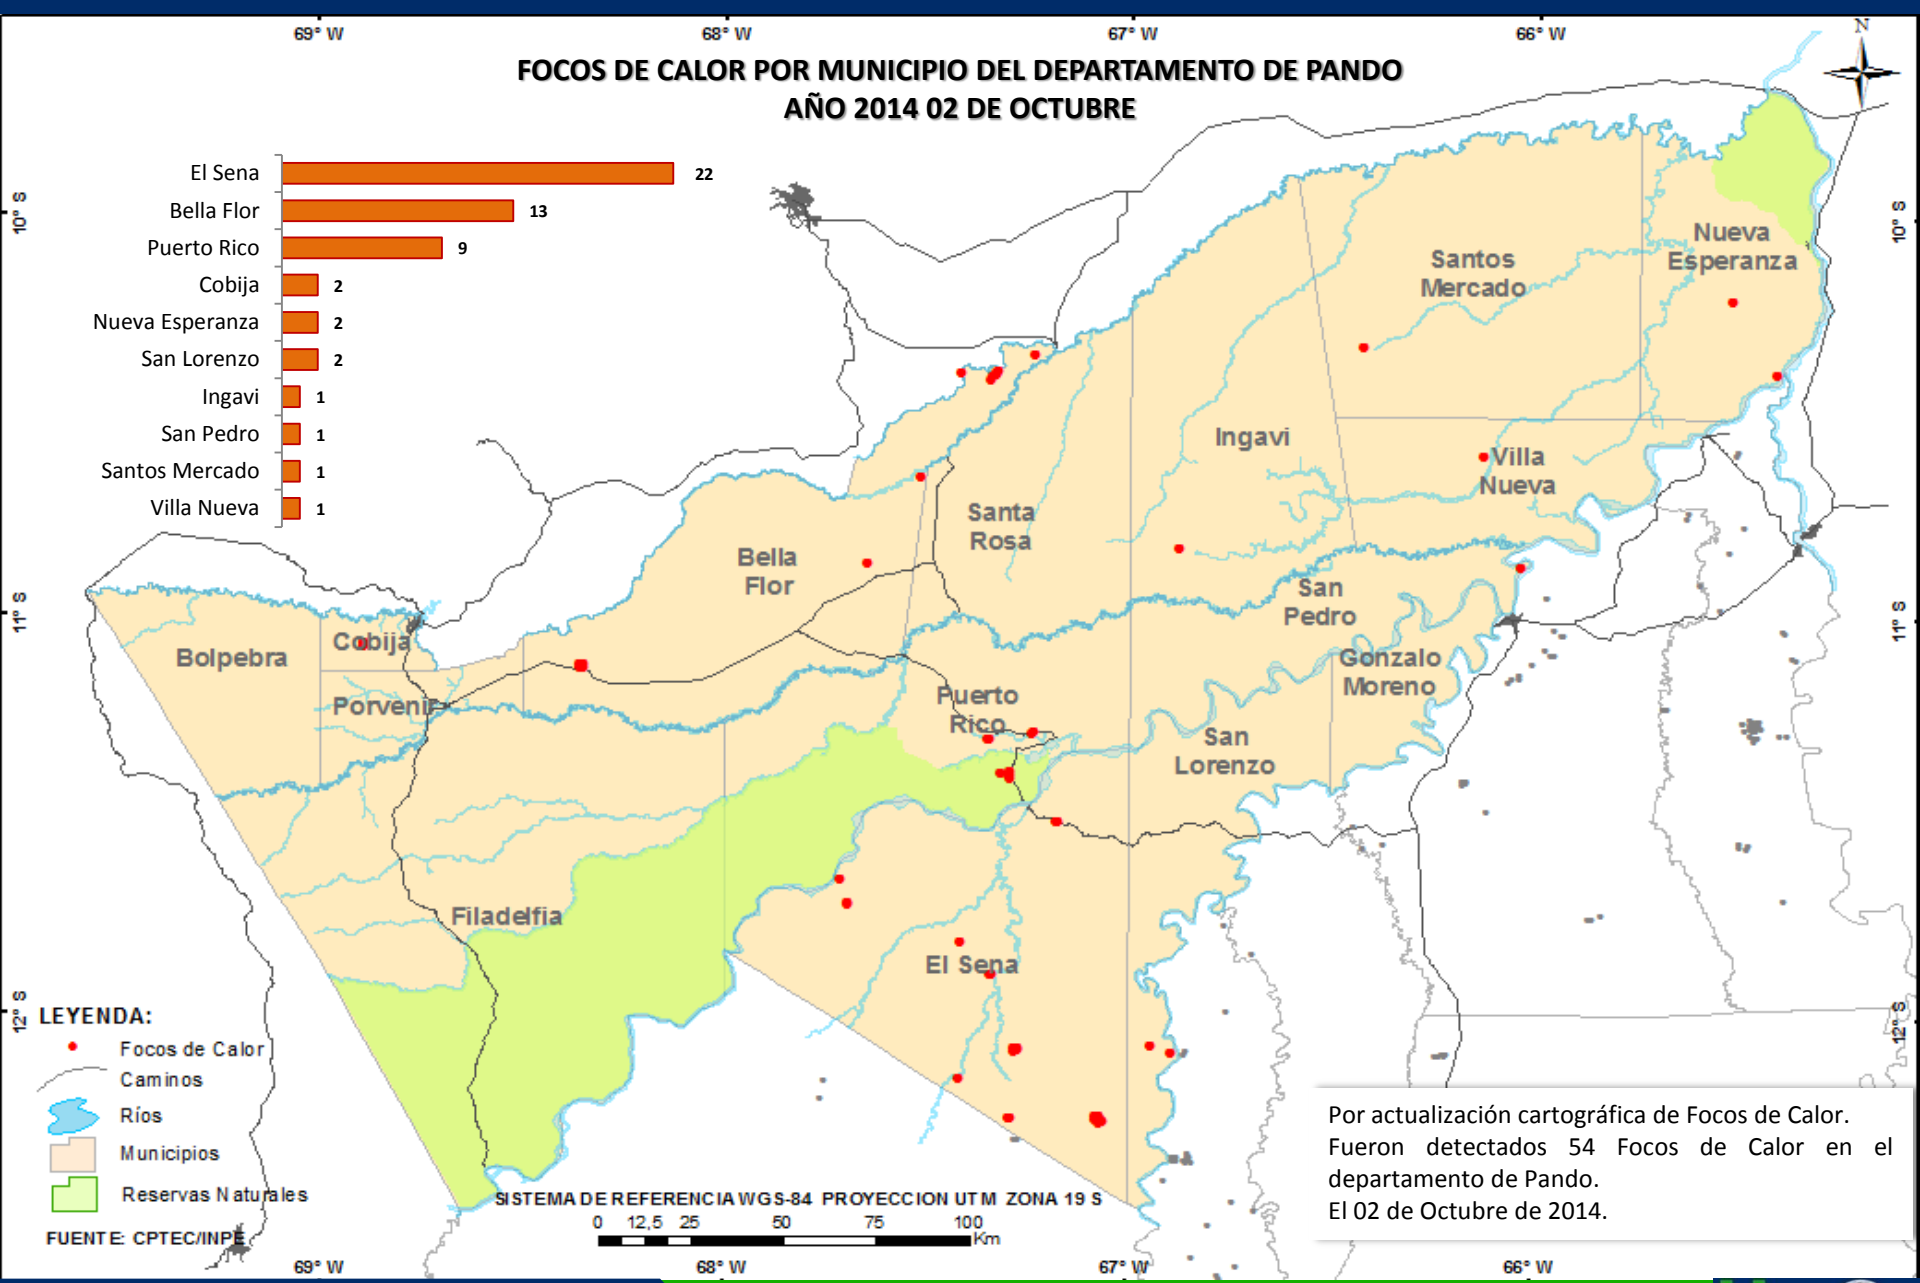 69° W
68° W
67° W
66° W
N
FOCOS DE CALOR POR MUNICIPIO DEL DEPARTAMENTO DE PANDO
AÑO 2014 02 DE OCTUBRE
El Sena 22
Bella Flor 13
Puerto Rico 9
Cobija 2
Nueva Esperanza 2
San Lorenzo 2
Ingavi 1
San Pedro 1
Santos Mercado 1
Villa Nueva 1
10° S
10° S
11° S
11° S
12° S
12° S
Nueva
Esperanza
Santos
Mercado
Ingavi
Villa
Nueva
Santa
Rosa
Bella
Flor
San
Pedro
Cobija
Bolpebra
Gonzalo
Moreno
Porvenir
Puerto
Rico
San
Lorenzo
Filadelfia
El Sena
LEYENDA:
Focos de Calor
Caminos
Ríos
Municipios
Reservas Naturales
FUENTE: CPTEC/INPE
SISTEMA DE REFERENCIA WGS-84 PROYECCION UTM ZONA 19 S
0 12,5 25 50 75 100
Km
Por actualización cartográfica de Focos de Calor.
Fueron detectados 54 Focos de Calor en el
departamento de Pando.
El 02 de Octubre de 2014.
69° W
68° W
67° W
66° W